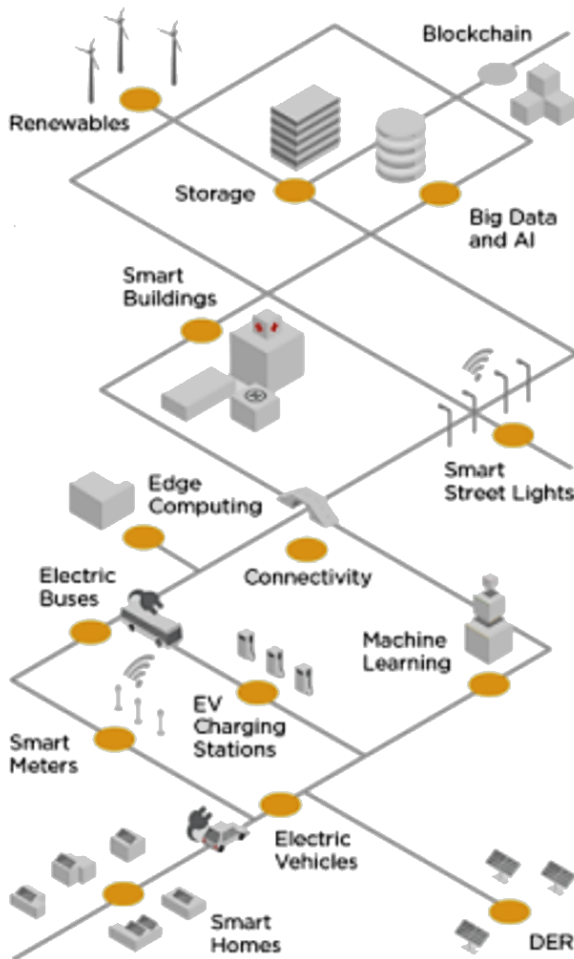 Blockchain
Renewables
Storage
Big Data
and AI
Smart
Buildings
Smart
Street Lights
Edge
Computing
Connectivity
Electric
Buses
Machine
Learning
EV
Charging
Stations
Smart
Meters
Electric
Vehicles
Smart
Homes
DER